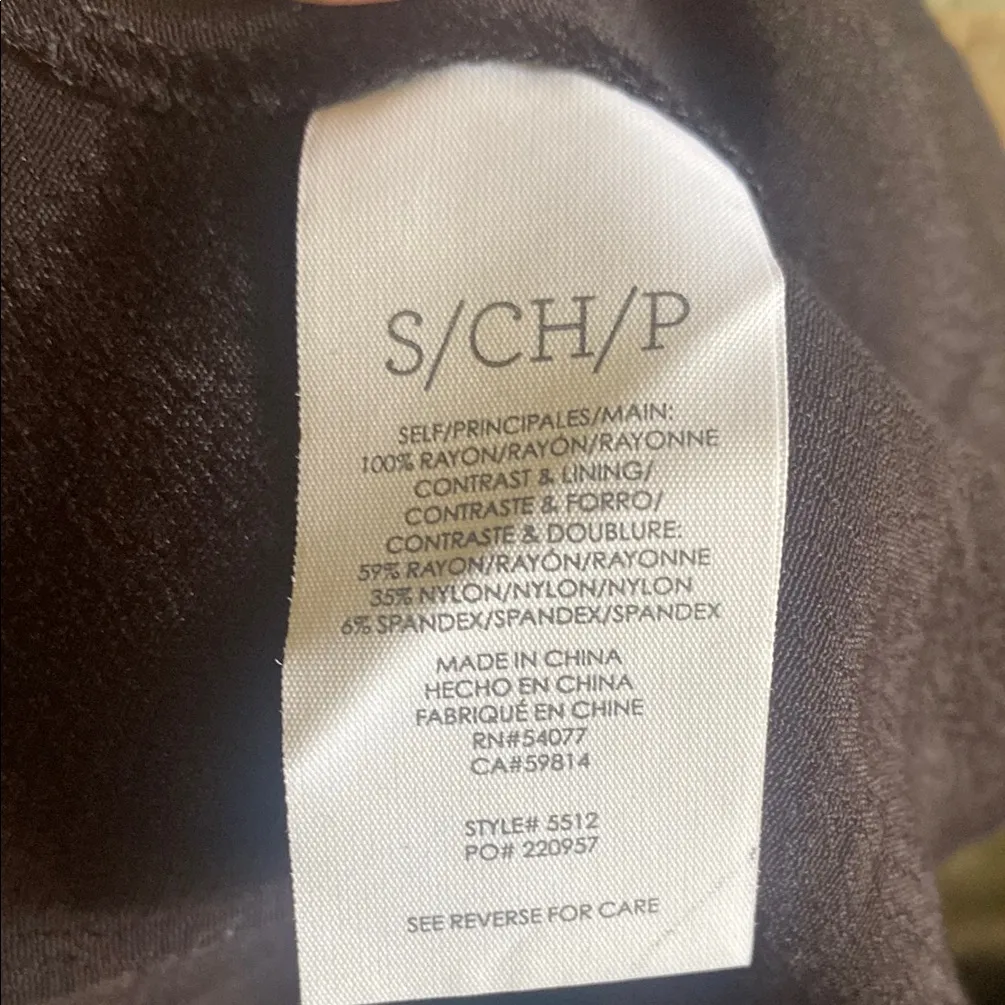 S/CH/P
SELF/PRINCIPALES/MAIN:
100% RAYON/RAYÓN/RAYONNE
CONTRAST & LINING/
CONTRASTE & FORRO/
CONTRASTE & DOUBLURE:
59% RAYON/RAYÓN/RAYONNE
35% NYLON/NYLON/NYLON
6% SPANDEX/SPANDEX/SPANDEX
MADE IN CHINA
HECHO EN CHINA
FABRIQUÉ EN CHINE
RN#54077
CA#59814
STYLE# 5512
PO# 220957
SEE REVERSE FOR CARE